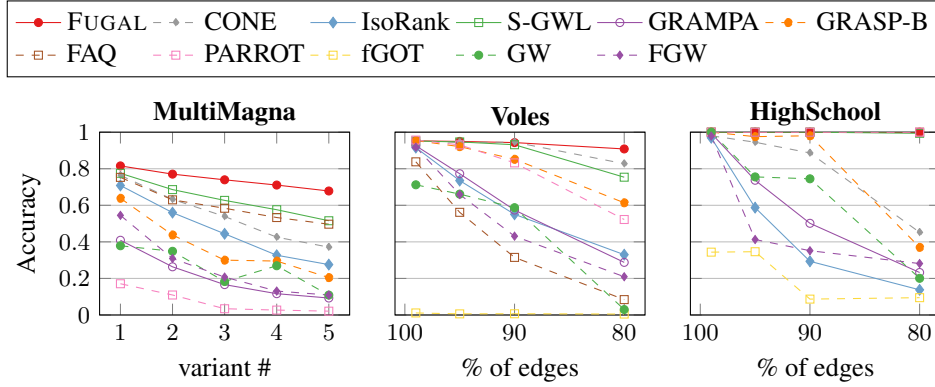 FUGAL CONE IsoRank S-GWL GRAMPA GRASP-B
FAQ PARROT fGOT GW FGW
MultiMagna Voles HighSchool
1
0.8
0.6
0.4
0.2
0
Accuracy
1 2 3 4 5 100 90 80 100 90 80
variant # % of edges % of edges